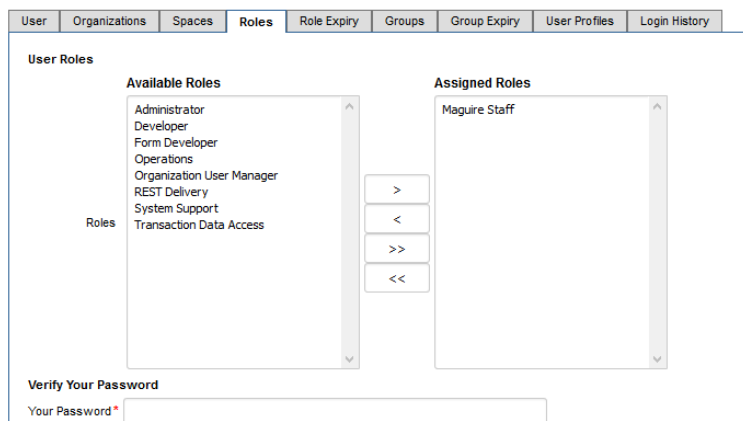 User Organizations Spaces Roles Role Expiry Groups Group Expiry User Profiles Login History
User Roles
Available Roles Assigned Roles
Administrator Maguire Staff
Developer
Form Developer
Operations
Organization User Manager
REST Delivery >
System Support
Roles Transaction Data Access <
>>
<<
Verify Your Password
Your Password*